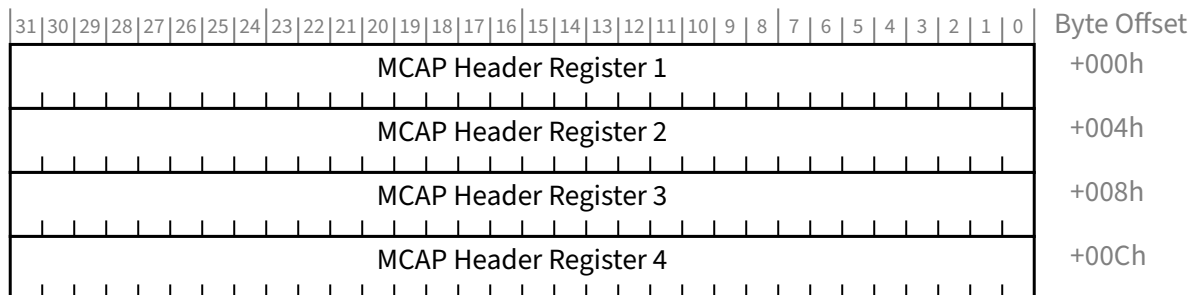 31 30 29 28 27 26 25 24 23 22 21 20 19 18 17 16 15 14 13 12 11 10 9 8 7 6 5 4 3 2 1 0 Byte Offset
MCAP Header Register 1 +000h
MCAP Header Register 2 +004h
MCAP Header Register 3 +008h
MCAP Header Register 4 +00Ch